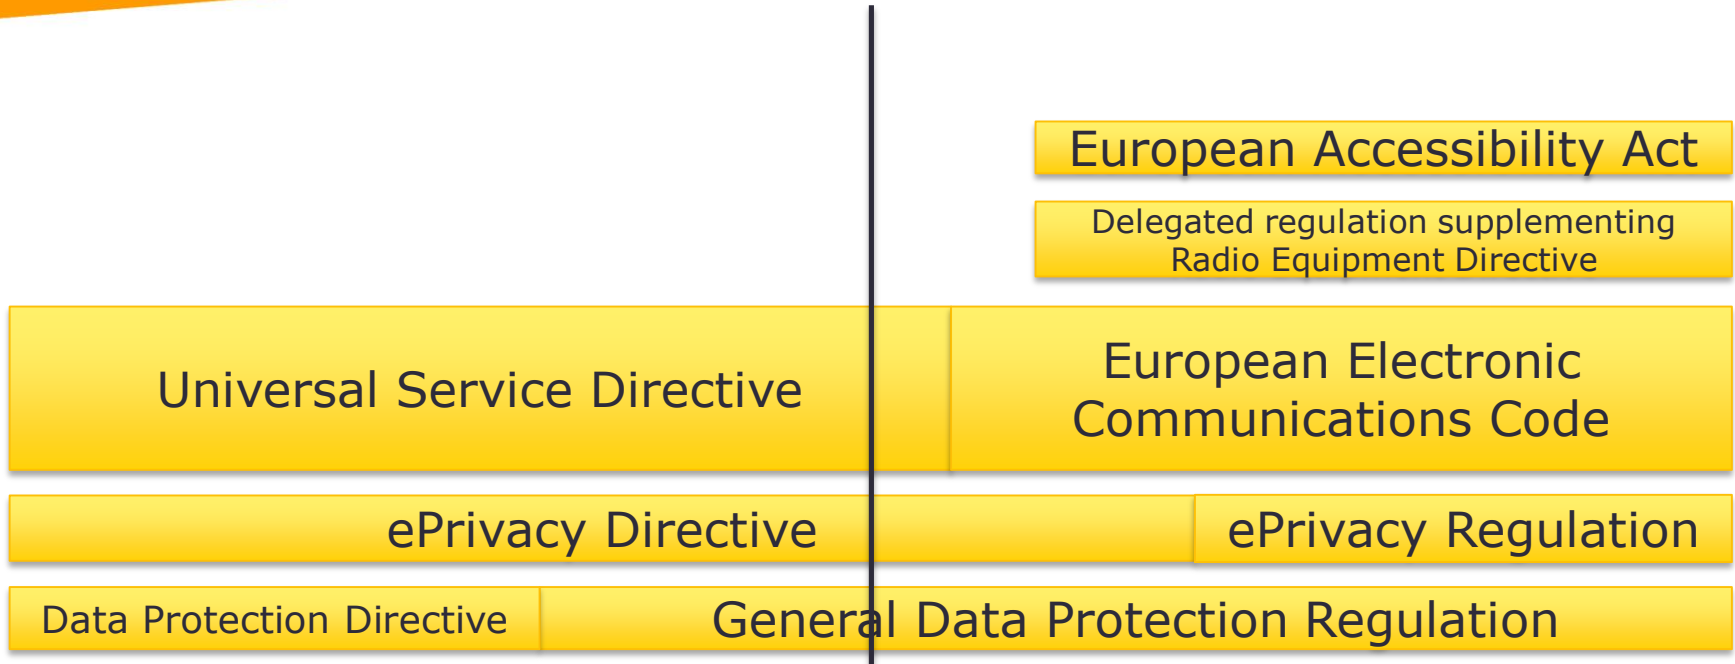 European Accessibility Act
Delegated regulation supplementing
Radio Equipment Directive
Universal Service Directive
European Electronic
Communications Code
ePrivacy Directive
ePrivacy Regulation
Data Protection Directive
General Data Protection Regulation